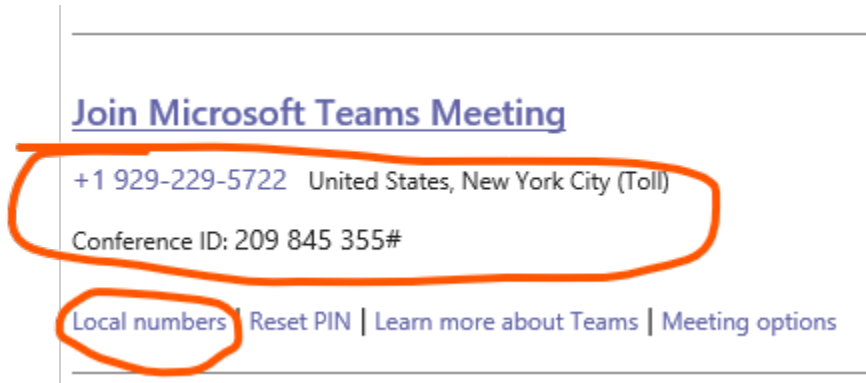 Join Microsoft Teams Meeting
+1 929-229-5722 United States, New York City (Toll)
Conference ID: 209 845 355#
Local numbers | Reset PIN | Learn more about Teams | Meeting options